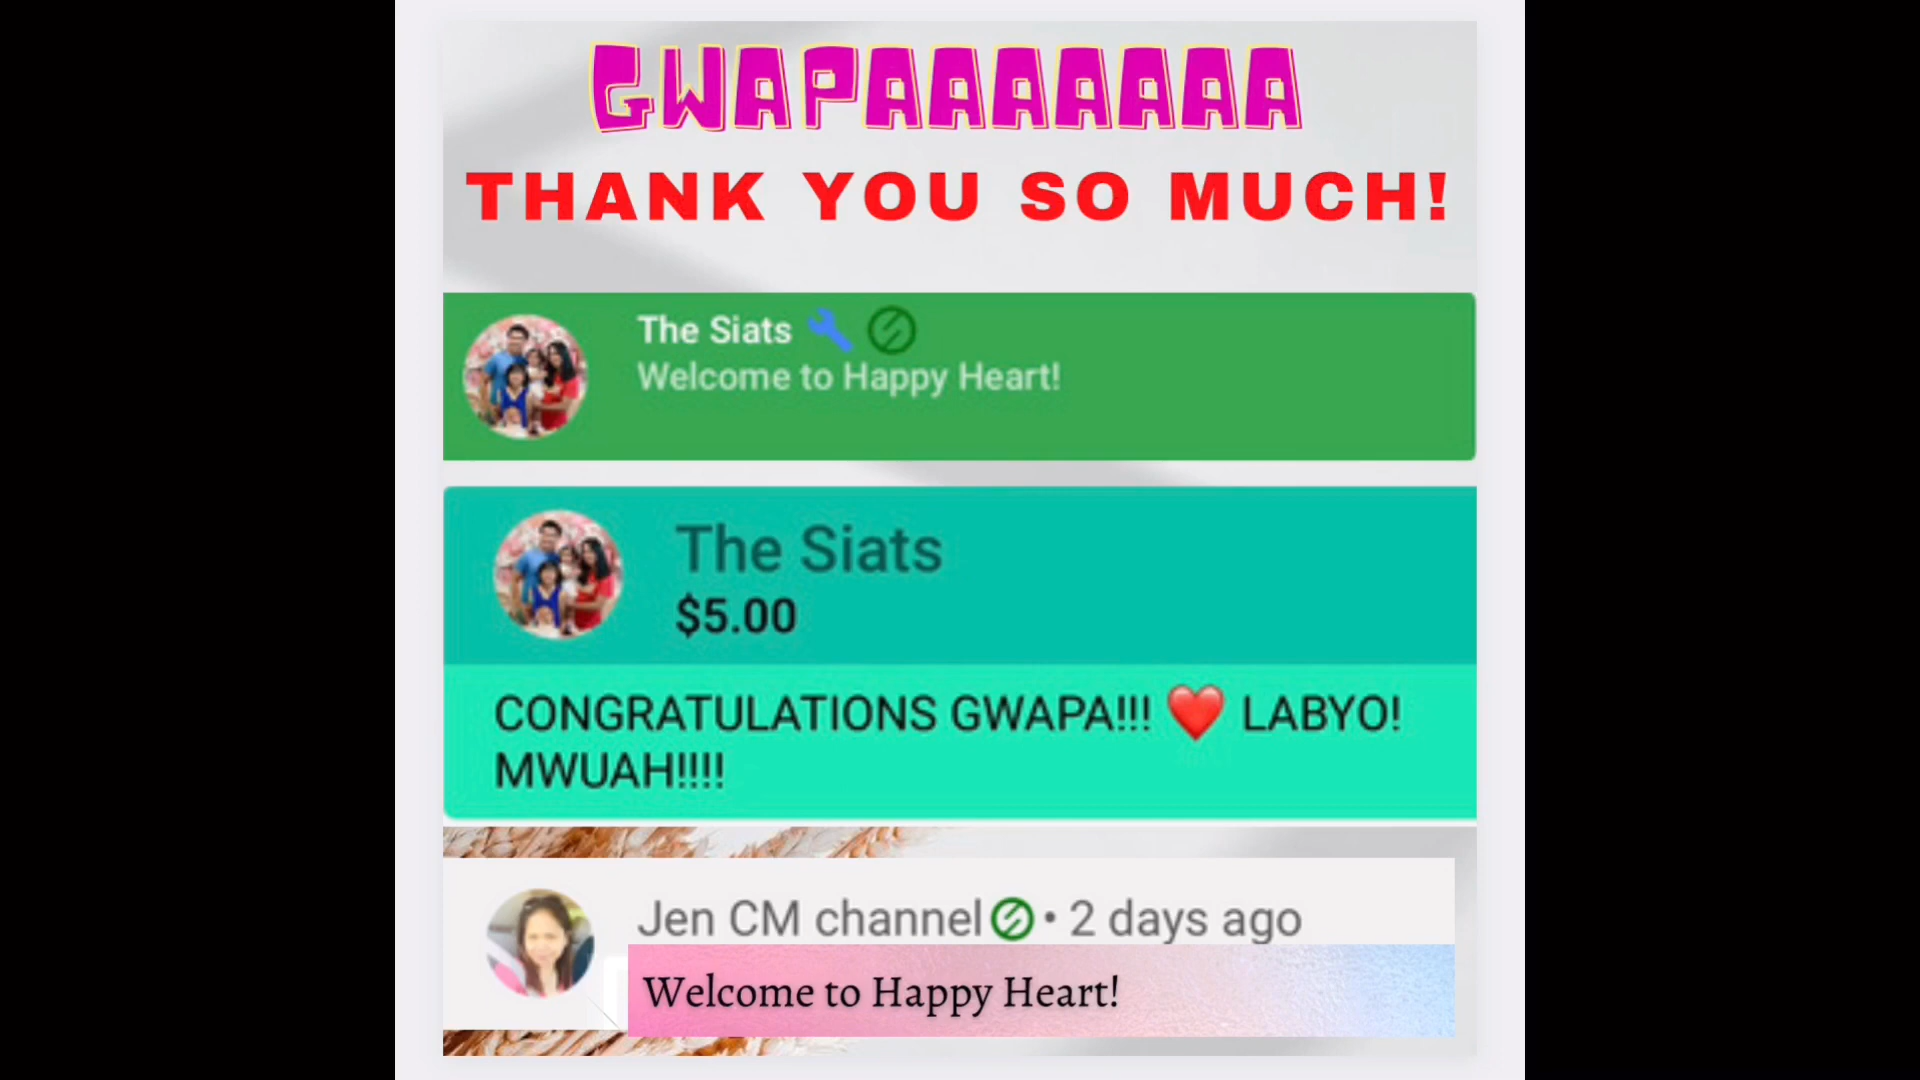 GWAPAAAAAAA
THANK YOU SO MUCH!
The Siats
Welcome to Happy Heart!
The Siats
$5.00
CONGRATULATIONS GWAPA!!! ❤️ LABYO!
MWUAH!!!!
Jen CM channel • 2 days ago
Welcome to Happy Heart!